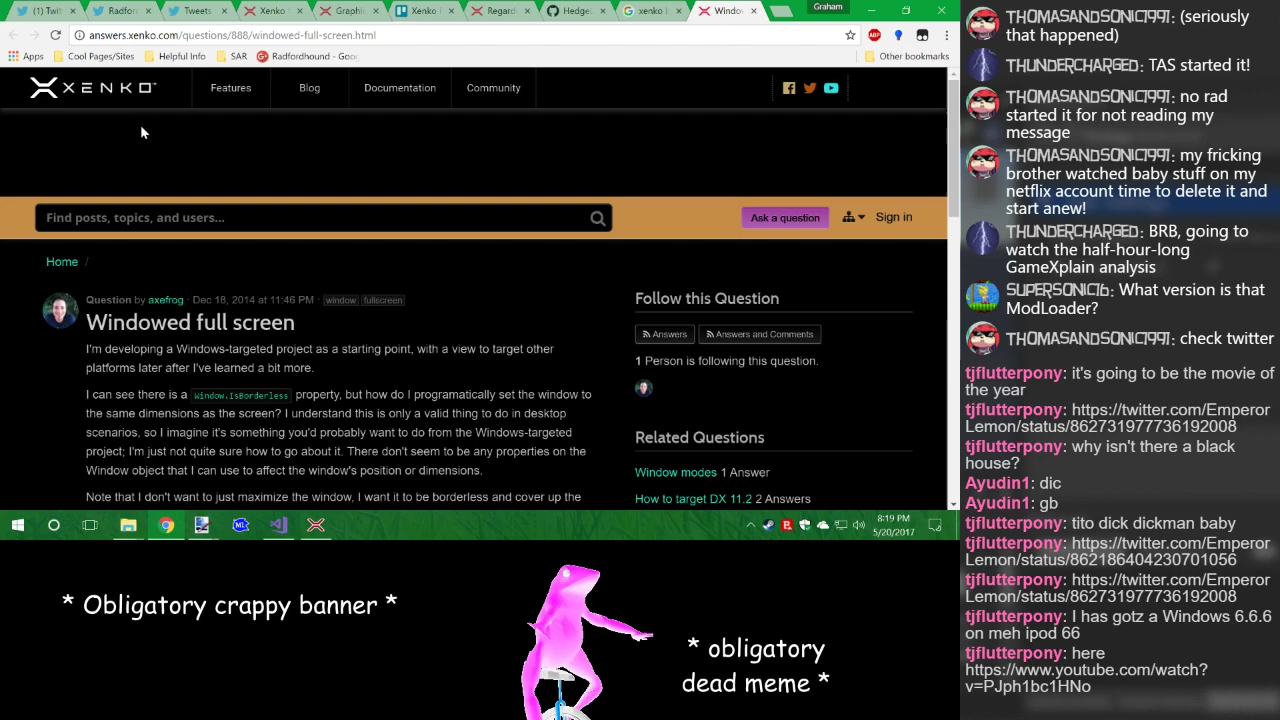 (1) Twit
Radfor
Tweets
Xenko
Graphi
Xenko
Regard
Hedge
xenko
Windo
Graham
answers.xenko.com/questions/888/windowed-full-screen.html
ABP
Apps
Cool Pages/Sites
Helpful Info
SAR
Radfordhound - Goo
Other bookmarks
XENKO
Features
Blog
Documentation
Community
Find posts, topics, and users...
Ask a question
Sign in
Home /
Question by axefrog · Dec 18, 2014 at 11:46 PM · window fullscreen
Windowed full screen
I'm developing a Windows-targeted project as a starting point, with a view to target other
platforms later after I've learned a bit more.
I can see there is a Window.IsBorderless property, but how do I programatically set the window to
the same dimensions as the screen? I understand this is only a valid thing to do in desktop
scenarios, so I imagine it's something you'd probably want to do from the Windows-targeted
project; I'm just not quite sure how to go about it. There don't seem to be any properties on the
Window object that I can use to affect the window's position or dimensions.
Note that I don't want to just maximize the window, I want it to be borderless and cover up the
Follow this Question
Answers
Answers and Comments
1 Person is following this question.
Related Questions
Window modes 1 Answer
How to target DX 11.2 2 Answers
ML
8:19 PM
5/20/2017
* Obligatory crappy banner *
* obligatory
dead meme *
THOMASANDSONIC1991: (seriously
that happened)
THUNDERCHARGED: TAS started it!
THOMASANDSONIC1991: no rad
started it for not reading my
message
THOMASANDSONIC1991: my fricking
brother watched baby stuff on my
netflix account time to delete it and
start anew!
THUNDERCHARGED: BRB, going to
watch the half-hour-long
GameXplain analysis
SUPERSONIC76: What version is that
ModLoader?
THOMASANDSONIC1991: check twitter
tjflutterpony: it's going to be the movie of
the year
tjflutterpony: https://twitter.com/Emperor
Lemon/status/862731977736192008
tjflutterpony: why isn't there a black
house?
Ayudin1: dic
Ayudin1: gb
tjflutterpony: tito dick dickman baby
tjflutterpony: https://twitter.com/Emperor
Lemon/status/862186404230701056
tjflutterpony: https://twitter.com/Emperor
Lemon/status/862731977736192008
tjflutterpony: I has gotz a Windows 6.6.6
on meh ipod 66
tjflutterpony: here
https://www.youtube.com/watch?
v=PJph1bc1HNo